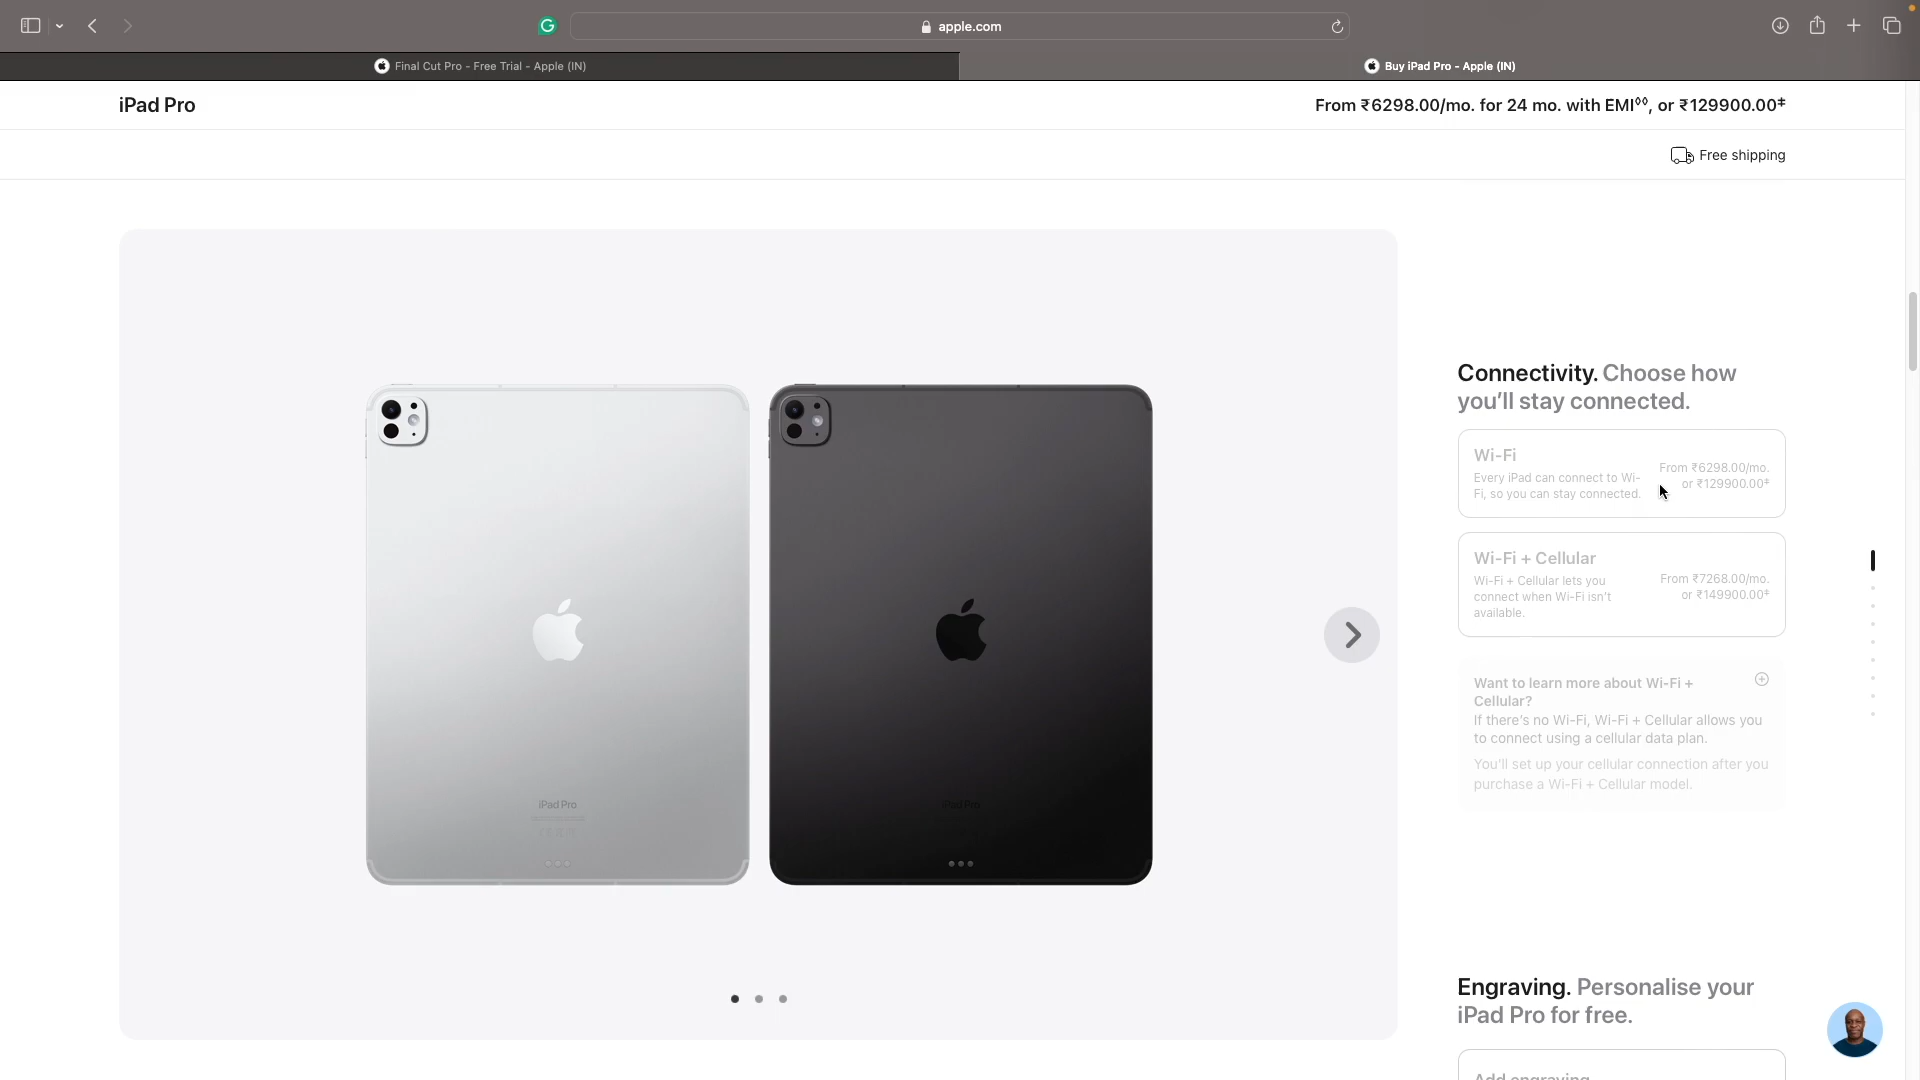 apple.com
Final Cut Pro - Free Trial - Apple (IN)
Buy iPad Pro - Apple (IN)
iPad Pro
From ₹6298.00/mo. for 24 mo. with EMI◊◊, or ₹129900.00‡
Free shipping
Connectivity. Choose how
you’ll stay connected.
Wi-Fi
Every iPad can connect to Wi-
Fi, so you can stay connected.
From ₹6298.00/mo.
or ₹129900.00‡
Wi-Fi + Cellular
Wi-Fi + Cellular lets you
connect when Wi-Fi isn’t
available.
From ₹7268.00/mo.
or ₹149900.00‡
Want to learn more about Wi-Fi +
Cellular?
If there’s no Wi-Fi, Wi-Fi + Cellular allows you
to connect using a cellular data plan.
You’ll set up your cellular connection after you
purchase a Wi-Fi + Cellular model.
iPad Pro
iPad Pro
Engraving. Personalise your
iPad Pro for free.
Add engraving